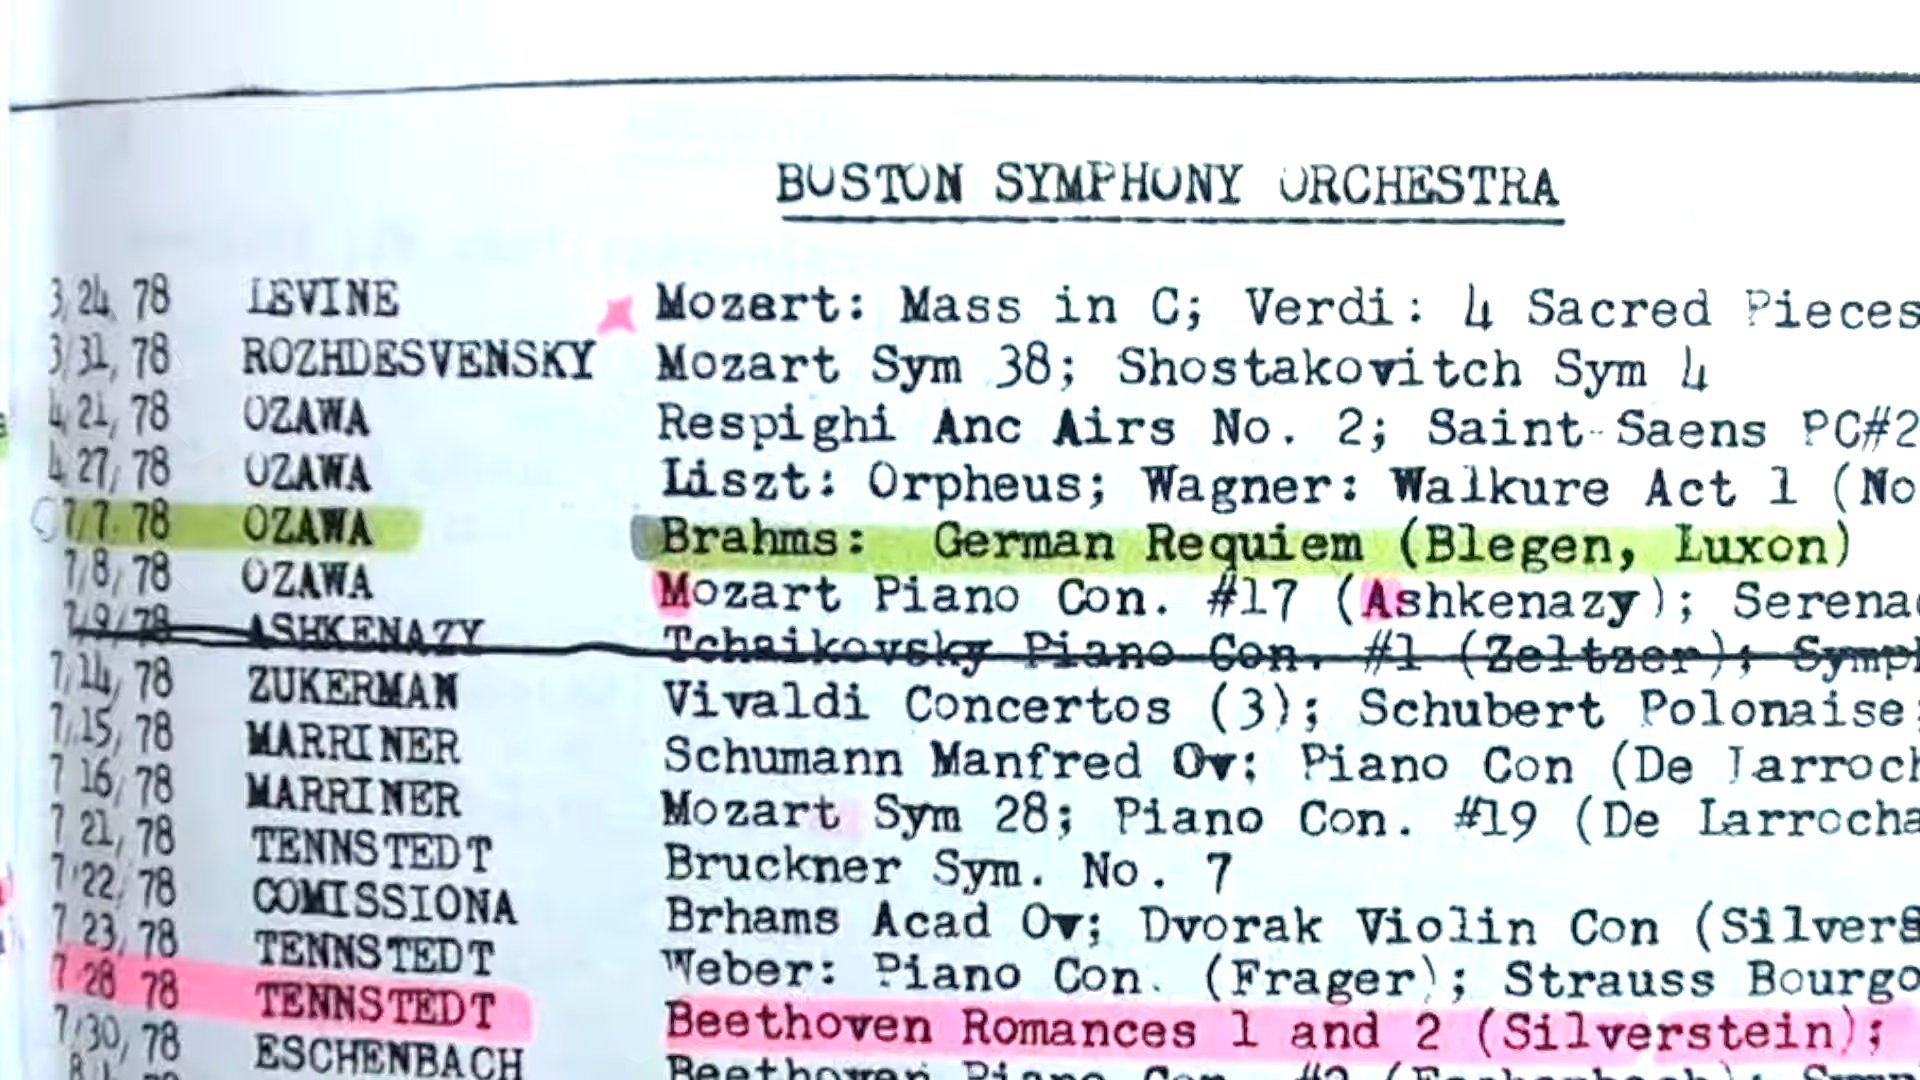 BOSTON SYMPHONY ORCHESTRA
3/24, 78 LEVINE Mozart: Mass in C; Verdi: 4 Sacred Pieces
3/31, 78 ROZHDESVENSKY Mozart Sym 38; Shostakovitch Sym 4
4/21, 78 OZAWA Respighi Anc Airs No. 2; Saint-Saens PC#2
4/27, 78 OZAWA Liszt: Orpheus; Wagner: Walkure Act 1 (No
7/7, 78 OZAWA Brahms: German Requiem (Blegen, Luxon)
7/8, 78 OZAWA Mozart Piano Con. #17 (Ashkenazy); Serena
7/9/78 ASHKENAZY Tchaikovsky Piano Con. #1 (Zeltzer); Symph
7/14, 78 ZUKERMAN Vivaldi Concertos (3); Schubert Polonaise;
7/15, 78 MARRINER Schumann Manfred Ov; Piano Con (De Larroch
7/16, 78 MARRINER Mozart Sym 28; Piano Con. #19 (De Larrocha
7/21, 78 TENNSTEDT Bruckner Sym. No. 7
7/22, 78 COMISSIONA Brhams Acad Ov; Dvorak Violin Con (Silvers
7/23, 78 TENNSTEDT Weber: Piano Con. (Frager); Strauss Bourgo
7/28 78 TENNSTEDT Beethoven Romances 1 and 2 (Silverstein);
7/30, 78 ESCHENBACH Beethoven Piano Con. #2 (Eschenbach); Symp